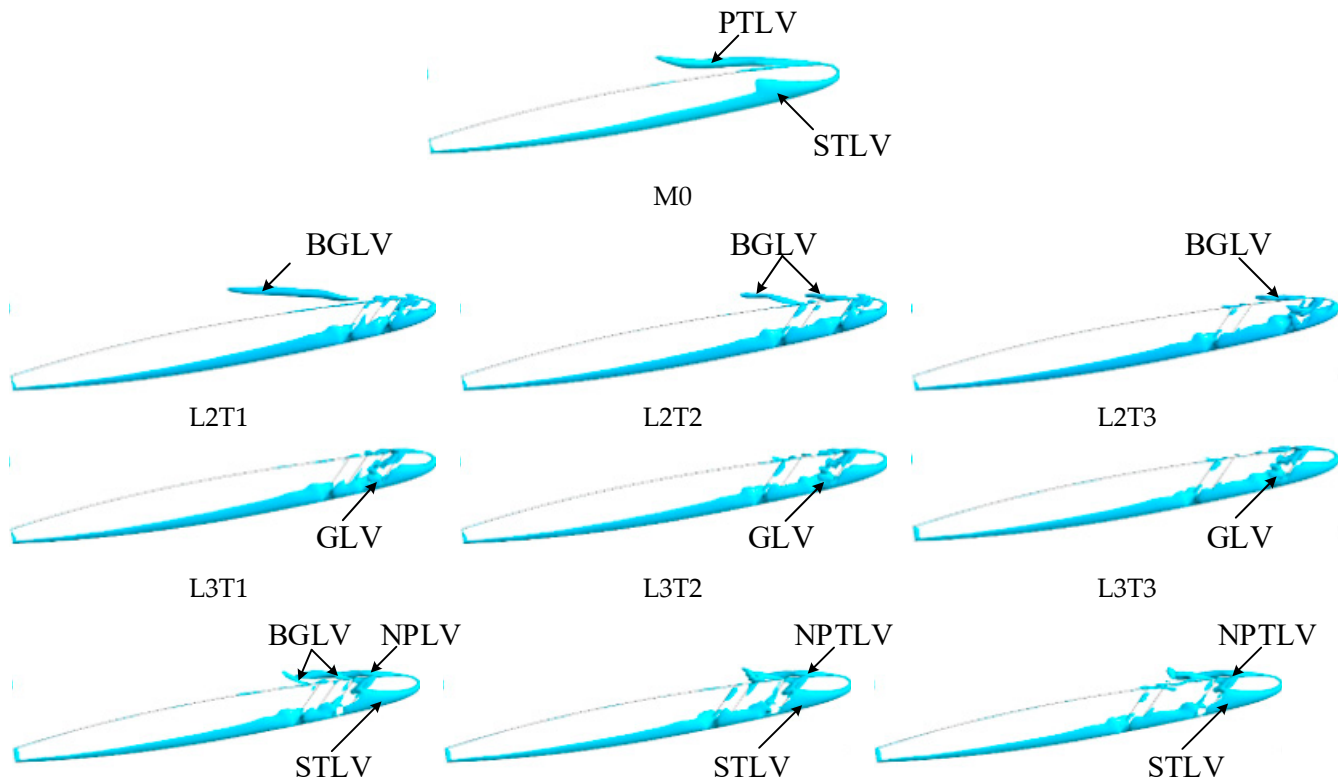 PTLV
STLV
M0
BGLV BGLV BGLV
L2T1 L2T2 L2T3
GLV GLV GLV
L3T1 L3T2 L3T3
BGLV NPLV NPTLV NPTLV
STLV STLV STLV